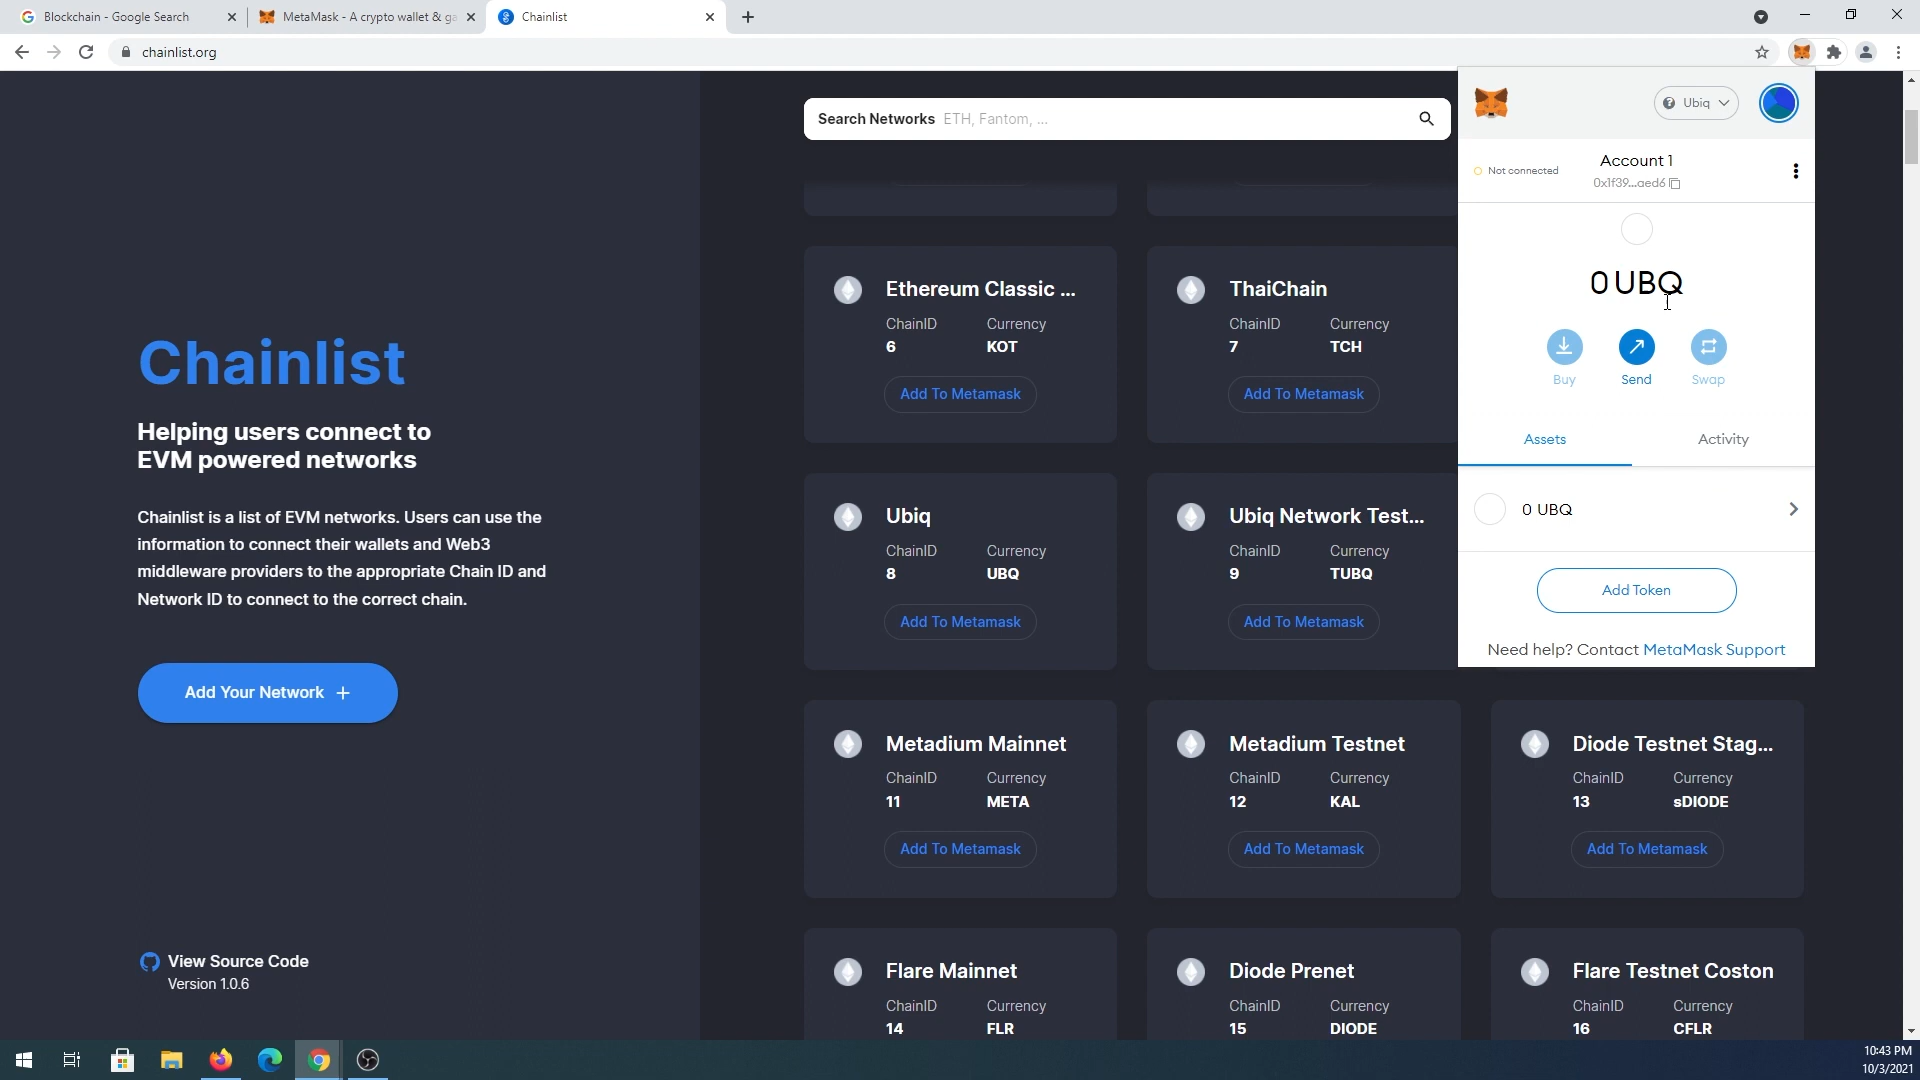 Blockchain - Google Search
MetaMask - A crypto wallet & ga
Chainlist
chainlist.org
Search Networks ETH, Fantom, ...
Ubiq
Not connected
Account 1
0x1f39...aed6
0 UBQ
Buy
Send
Swap
Assets
Activity
0 UBQ
Add Token
Need help? Contact MetaMask Support
Chainlist
Helping users connect to
EVM powered networks
Chainlist is a list of EVM networks. Users can use the
information to connect their wallets and Web3
middleware providers to the appropriate Chain ID and
Network ID to connect to the correct chain.
Add Your Network +
View Source Code
Version 1.0.6
Ethereum Classic ...
ChainID Currency
6 KOT
Add To Metamask
ThaiChain
ChainID Currency
7 TCH
Add To Metamask
Ubiq
ChainID Currency
8 UBQ
Add To Metamask
Ubiq Network Test...
ChainID Currency
9 TUBQ
Add To Metamask
Metadium Mainnet
ChainID Currency
11 META
Add To Metamask
Metadium Testnet
ChainID Currency
12 KAL
Add To Metamask
Diode Testnet Stag...
ChainID Currency
13 sDIODE
Add To Metamask
Flare Mainnet
ChainID Currency
14 FLR
Diode Prenet
ChainID Currency
15 DIODE
Flare Testnet Coston
ChainID Currency
16 CFLR
10:43 PM
10/3/2021